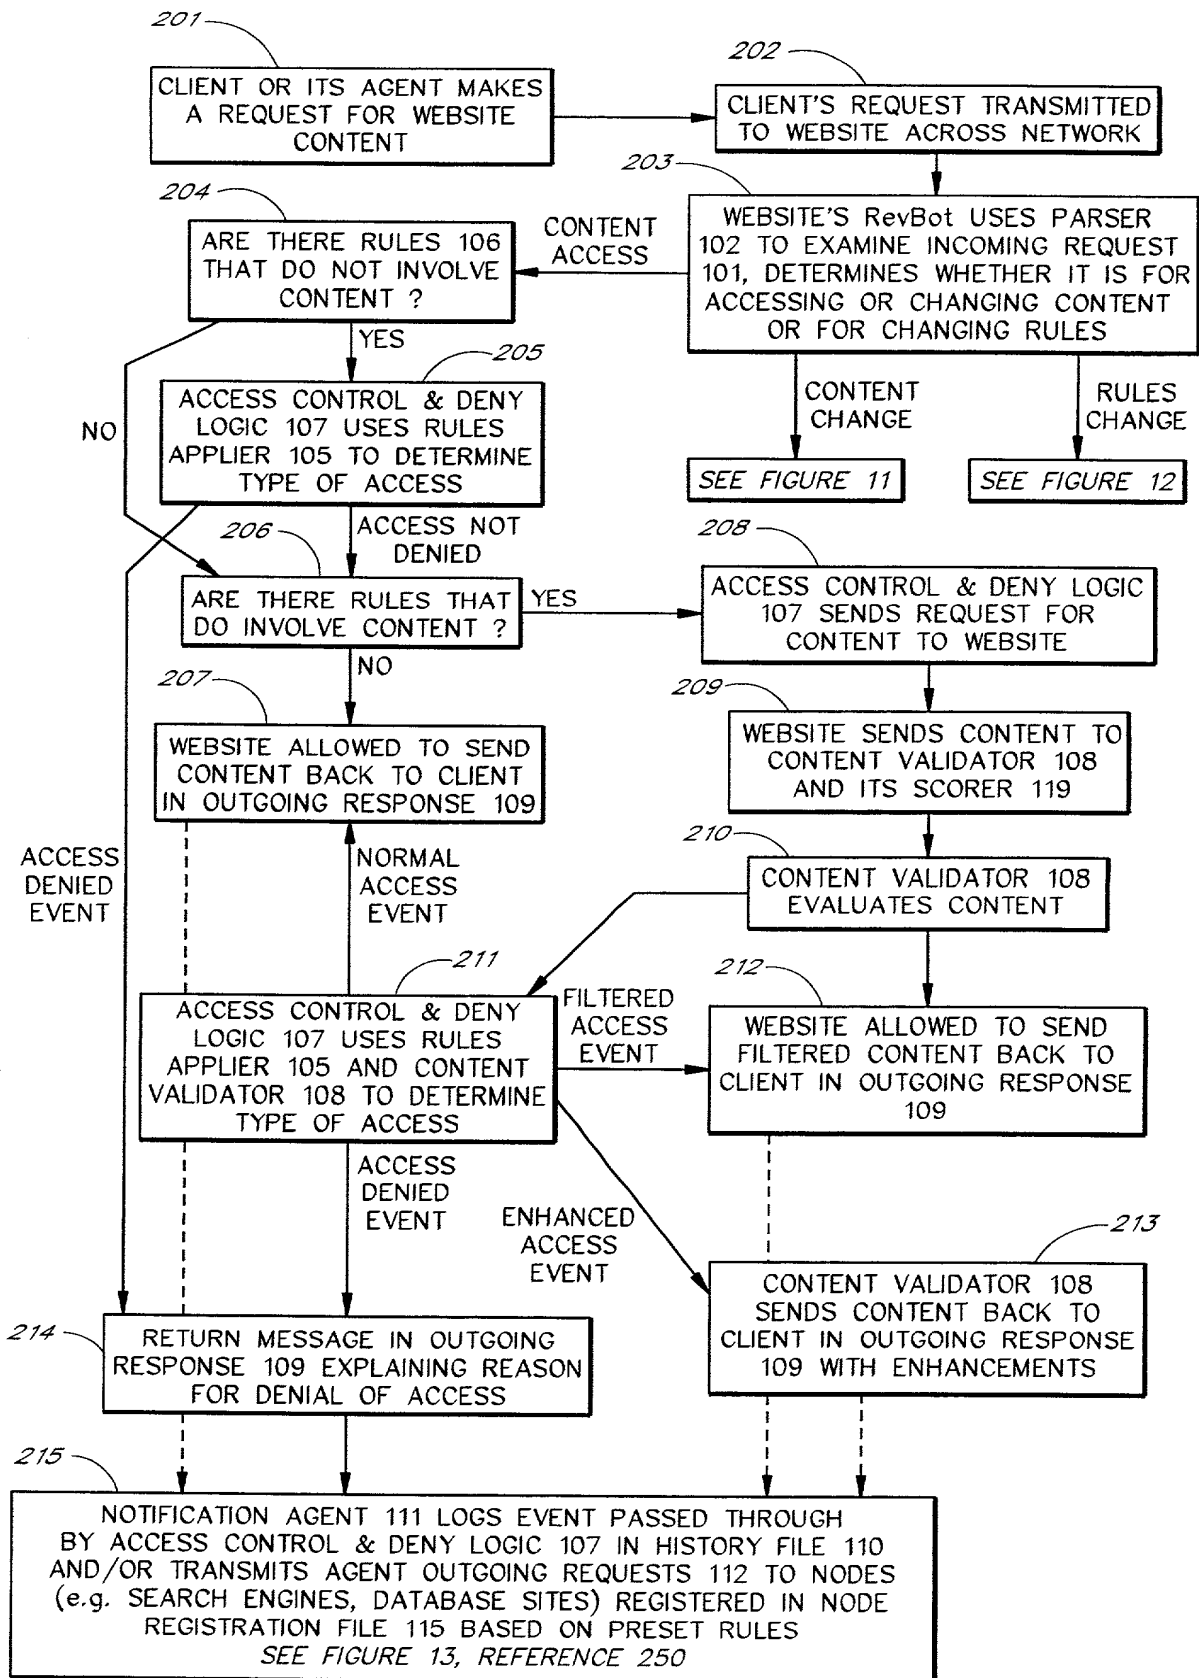 201
CLIENT OR ITS AGENT MAKES
A REQUEST FOR WEBSITE
CONTENT
202
CLIENT'S REQUEST TRANSMITTED
TO WEBSITE ACROSS NETWORK
203
WEBSITE'S RevBot USES PARSER
102 TO EXAMINE INCOMING REQUEST
101, DETERMINES WHETHER IT IS FOR
ACCESSING OR CHANGING CONTENT
OR FOR CHANGING RULES
CONTENT
ACCESS
204
ARE THERE RULES 106
THAT DO NOT INVOLVE
CONTENT ?
YES
NO
CONTENT
CHANGE
RULES
CHANGE
SEE FIGURE 11
SEE FIGURE 12
205
ACCESS CONTROL & DENY
LOGIC 107 USES RULES
APPLIER 105 TO DETERMINE
TYPE OF ACCESS
ACCESS NOT
DENIED
206
ARE THERE RULES THAT
DO INVOLVE CONTENT ?
YES
NO
208
ACCESS CONTROL & DENY LOGIC
107 SENDS REQUEST FOR
CONTENT TO WEBSITE
207
WEBSITE ALLOWED TO SEND
CONTENT BACK TO CLIENT
IN OUTGOING RESPONSE 109
209
WEBSITE SENDS CONTENT TO
CONTENT VALIDATOR 108
AND ITS SCORER 119
ACCESS
DENIED
EVENT
NORMAL
ACCESS
EVENT
210
CONTENT VALIDATOR 108
EVALUATES CONTENT
211
ACCESS CONTROL & DENY
LOGIC 107 USES RULES
APPLIER 105 AND CONTENT
VALIDATOR 108 TO DETERMINE
TYPE OF ACCESS
FILTERED
ACCESS
EVENT
212
WEBSITE ALLOWED TO SEND
FILTERED CONTENT BACK TO
CLIENT IN OUTGOING RESPONSE
109
ACCESS
DENIED
EVENT
ENHANCED
ACCESS
EVENT
213
CONTENT VALIDATOR 108
SENDS CONTENT BACK TO
CLIENT IN OUTGOING RESPONSE
109 WITH ENHANCEMENTS
214
RETURN MESSAGE IN OUTGOING
RESPONSE 109 EXPLAINING REASON
FOR DENIAL OF ACCESS
215
NOTIFICATION AGENT 111 LOGS EVENT PASSED THROUGH
BY ACCESS CONTROL & DENY LOGIC 107 IN HISTORY FILE 110
AND/OR TRANSMITS AGENT OUTGOING REQUESTS 112 TO NODES
(e.g. SEARCH ENGINES, DATABASE SITES) REGISTERED IN NODE
REGISTRATION FILE 115 BASED ON PRESET RULES
SEE FIGURE 13, REFERENCE 250